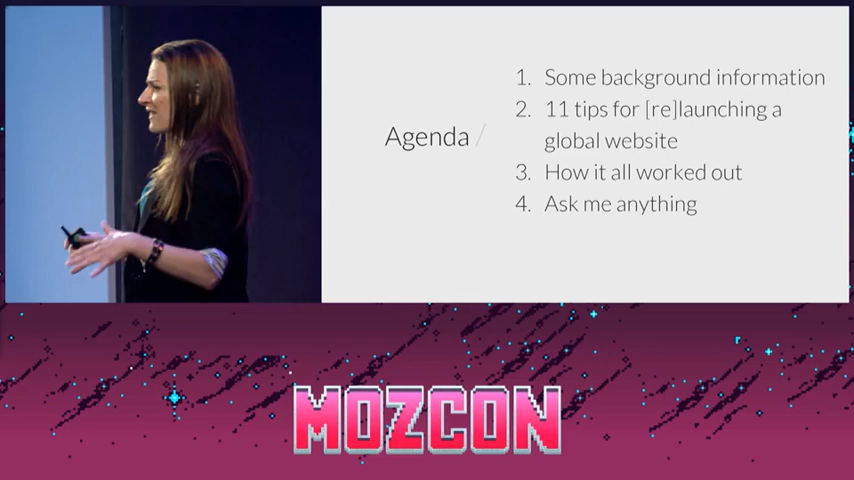 Agenda /
1. Some background information
2. 11 tips for [re]launching a
global website
3. How it all worked out
4. Ask me anything
MOZCON